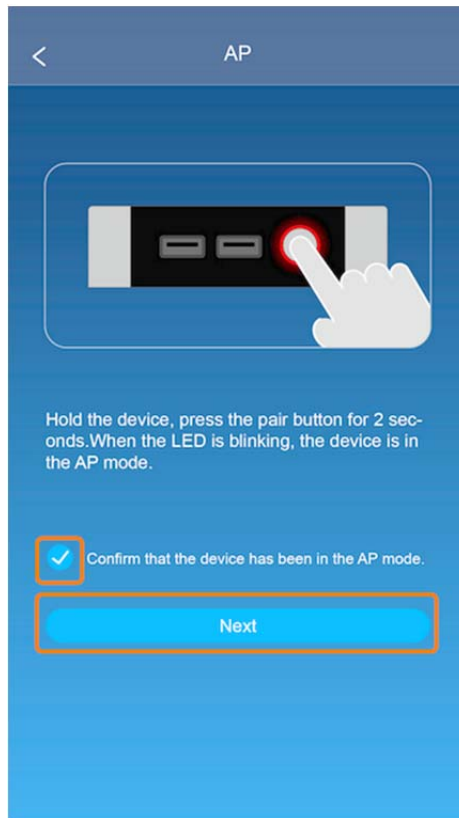 AP
Hold the device, press the pair button for 2 sec-
onds.When the LED is blinking, the device is in
the AP mode.
Confirm that the device has been in the AP mode.
Next